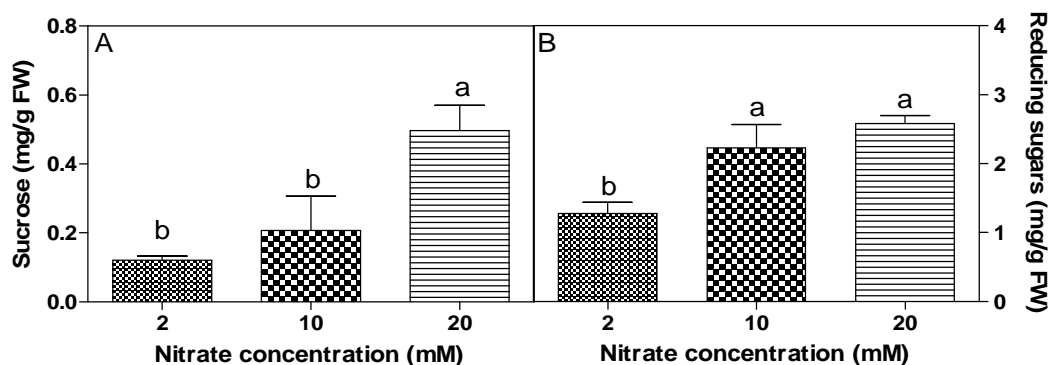 Sucrose (mg/g FW)
0.8
0.6
0.4
0.2
0.0
A
b
b
a
2
10
20
Nitrate concentration (mM)
B
b
a
a
2
10
20
Nitrate concentration (mM)
4
3
2
1
0
Reducing sugars (mg/g FW)